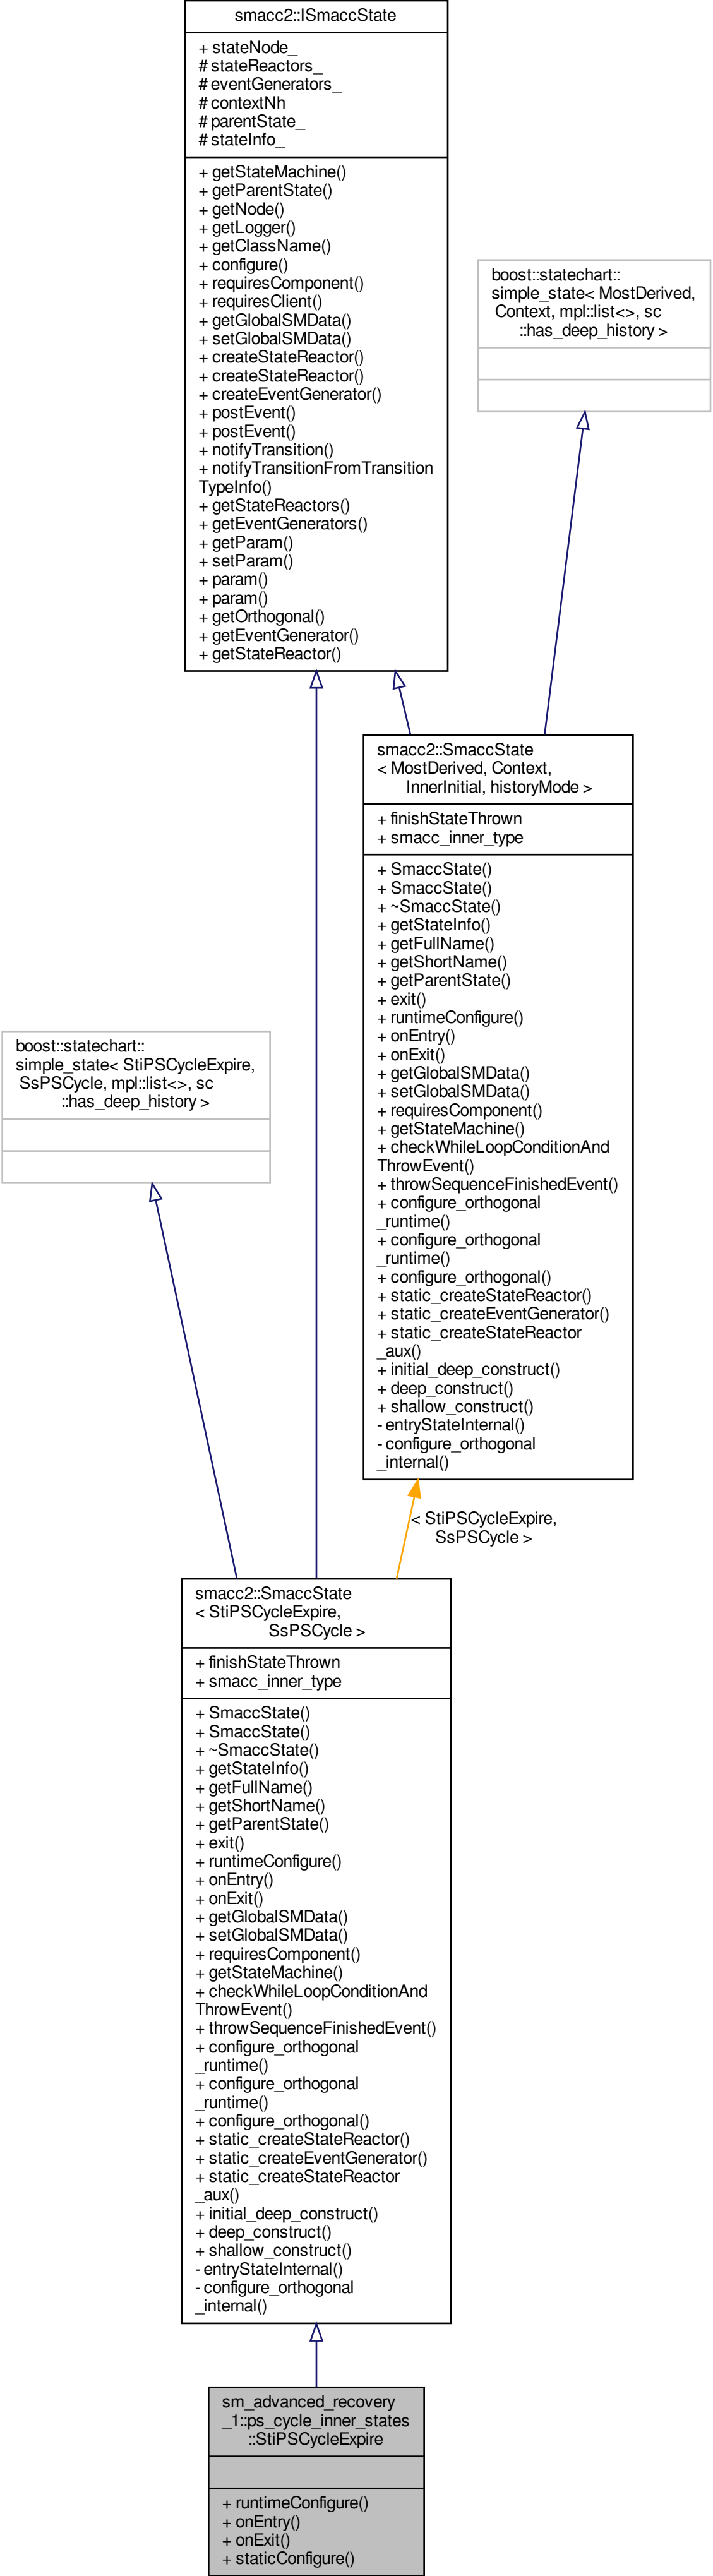 smacc2::ISmaccState
+ stateNode_
# stateReactors_
# eventGenerators_
# contextNh
# parentState_
# stateInfo_
+ getStateMachine()
+ getParentState()
+ getNode()
+ getLogger()
+ getClassName()
+ configure()
+ requiresComponent()
+ requiresClient()
+ getGlobalSMData()
+ setGlobalSMData()
+ createStateReactor()
+ createStateReactor()
+ createEventGenerator()
+ postEvent()
+ postEvent()
+ notifyTransition()
+ notifyTransitionFromTransition
TypeInfo()
+ getStateReactors()
+ getEventGenerators()
+ getParam()
+ setParam()
+ param()
+ param()
+ getOrthogonal()
+ getEventGenerator()
+ getStateReactor()
boost::statechart::
simple_state< MostDerived,
Context, mpl::list<>, sc
::has_deep_history >
smacc2::SmaccState
< MostDerived, Context,
InnerInitial, historyMode >
+ finishStateThrown
+ smacc_inner_type
+ SmaccState()
+ SmaccState()
+ ~SmaccState()
+ getStateInfo()
+ getFullName()
+ getShortName()
+ getParentState()
+ exit()
+ runtimeConfigure()
+ onEntry()
+ onExit()
+ getGlobalSMData()
+ setGlobalSMData()
+ requiresComponent()
+ getStateMachine()
+ checkWhileLoopConditionAnd
ThrowEvent()
+ throwSequenceFinishedEvent()
+ configure_orthogonal
_runtime()
+ configure_orthogonal
_runtime()
+ configure_orthogonal()
+ static_createStateReactor()
+ static_createEventGenerator()
+ static_createStateReactor
_aux()
+ initial_deep_construct()
+ deep_construct()
+ shallow_construct()
- entryStateInternal()
- configure_orthogonal
_internal()
boost::statechart::
simple_state< StiPSCycleExpire,
SsPSCycle, mpl::list<>, sc
::has_deep_history >
< StiPSCycleExpire,
SsPSCycle >
smacc2::SmaccState
< StiPSCycleExpire,
SsPSCycle >
+ finishStateThrown
+ smacc_inner_type
+ SmaccState()
+ SmaccState()
+ ~SmaccState()
+ getStateInfo()
+ getFullName()
+ getShortName()
+ getParentState()
+ exit()
+ runtimeConfigure()
+ onEntry()
+ onExit()
+ getGlobalSMData()
+ setGlobalSMData()
+ requiresComponent()
+ getStateMachine()
+ checkWhileLoopConditionAnd
ThrowEvent()
+ throwSequenceFinishedEvent()
+ configure_orthogonal
_runtime()
+ configure_orthogonal
_runtime()
+ configure_orthogonal()
+ static_createStateReactor()
+ static_createEventGenerator()
+ static_createStateReactor
_aux()
+ initial_deep_construct()
+ deep_construct()
+ shallow_construct()
- entryStateInternal()
- configure_orthogonal
_internal()
sm_advanced_recovery
_1::ps_cycle_inner_states
::StiPSCycleExpire
+ runtimeConfigure()
+ onEntry()
+ onExit()
+ staticConfigure()